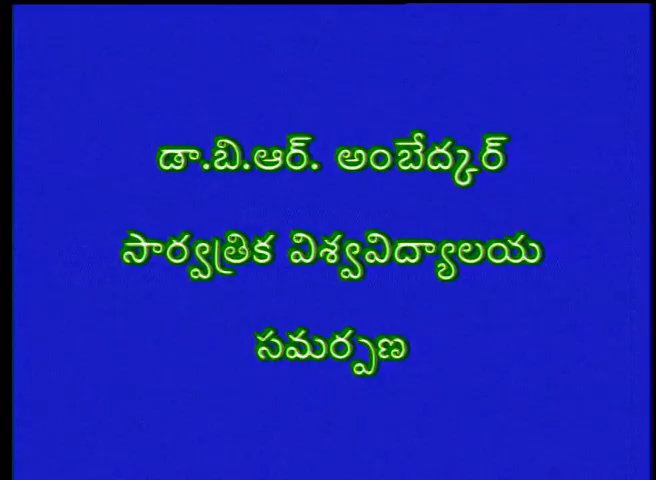 డా.బి.ఆర్. అంబేద్కర్
సార్వత్రిక విశ్వవిద్యాలయ
సమర్పణ